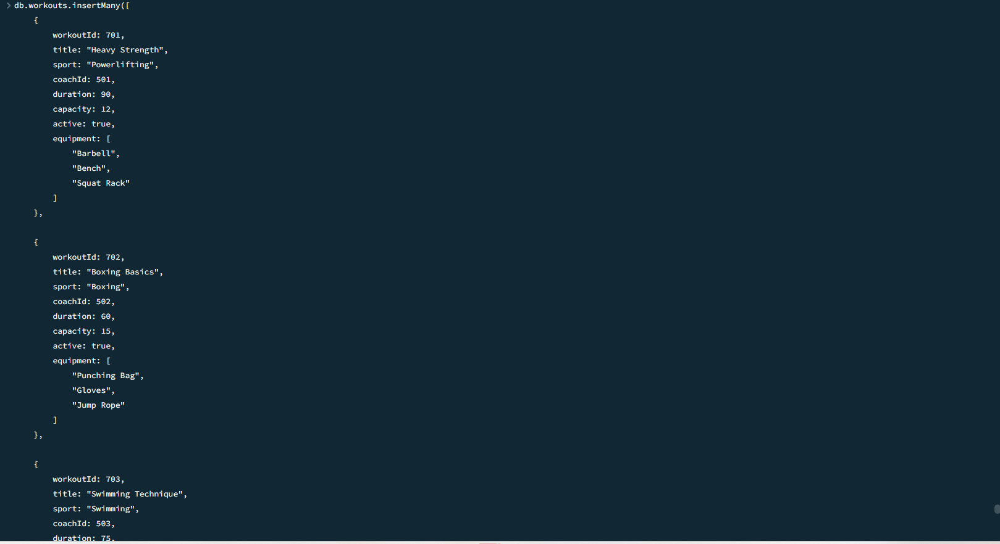 > db.workouts.insertMany([
{
workoutId: 701,
title: "Heavy Strength",
sport: "Powerlifting",
coachId: 501,
duration: 90,
capacity: 12,
active: true,
equipment: [
"Barbell",
"Bench",
"Squat Rack"
]
},
{
workoutId: 702,
title: "Boxing Basics",
sport: "Boxing",
coachId: 502,
duration: 60,
capacity: 15,
active: true,
equipment: [
"Punching Bag",
"Gloves",
"Jump Rope"
]
},
{
workoutId: 703,
title: "Swimming Technique",
sport: "Swimming",
coachId: 503,
duration: 75,